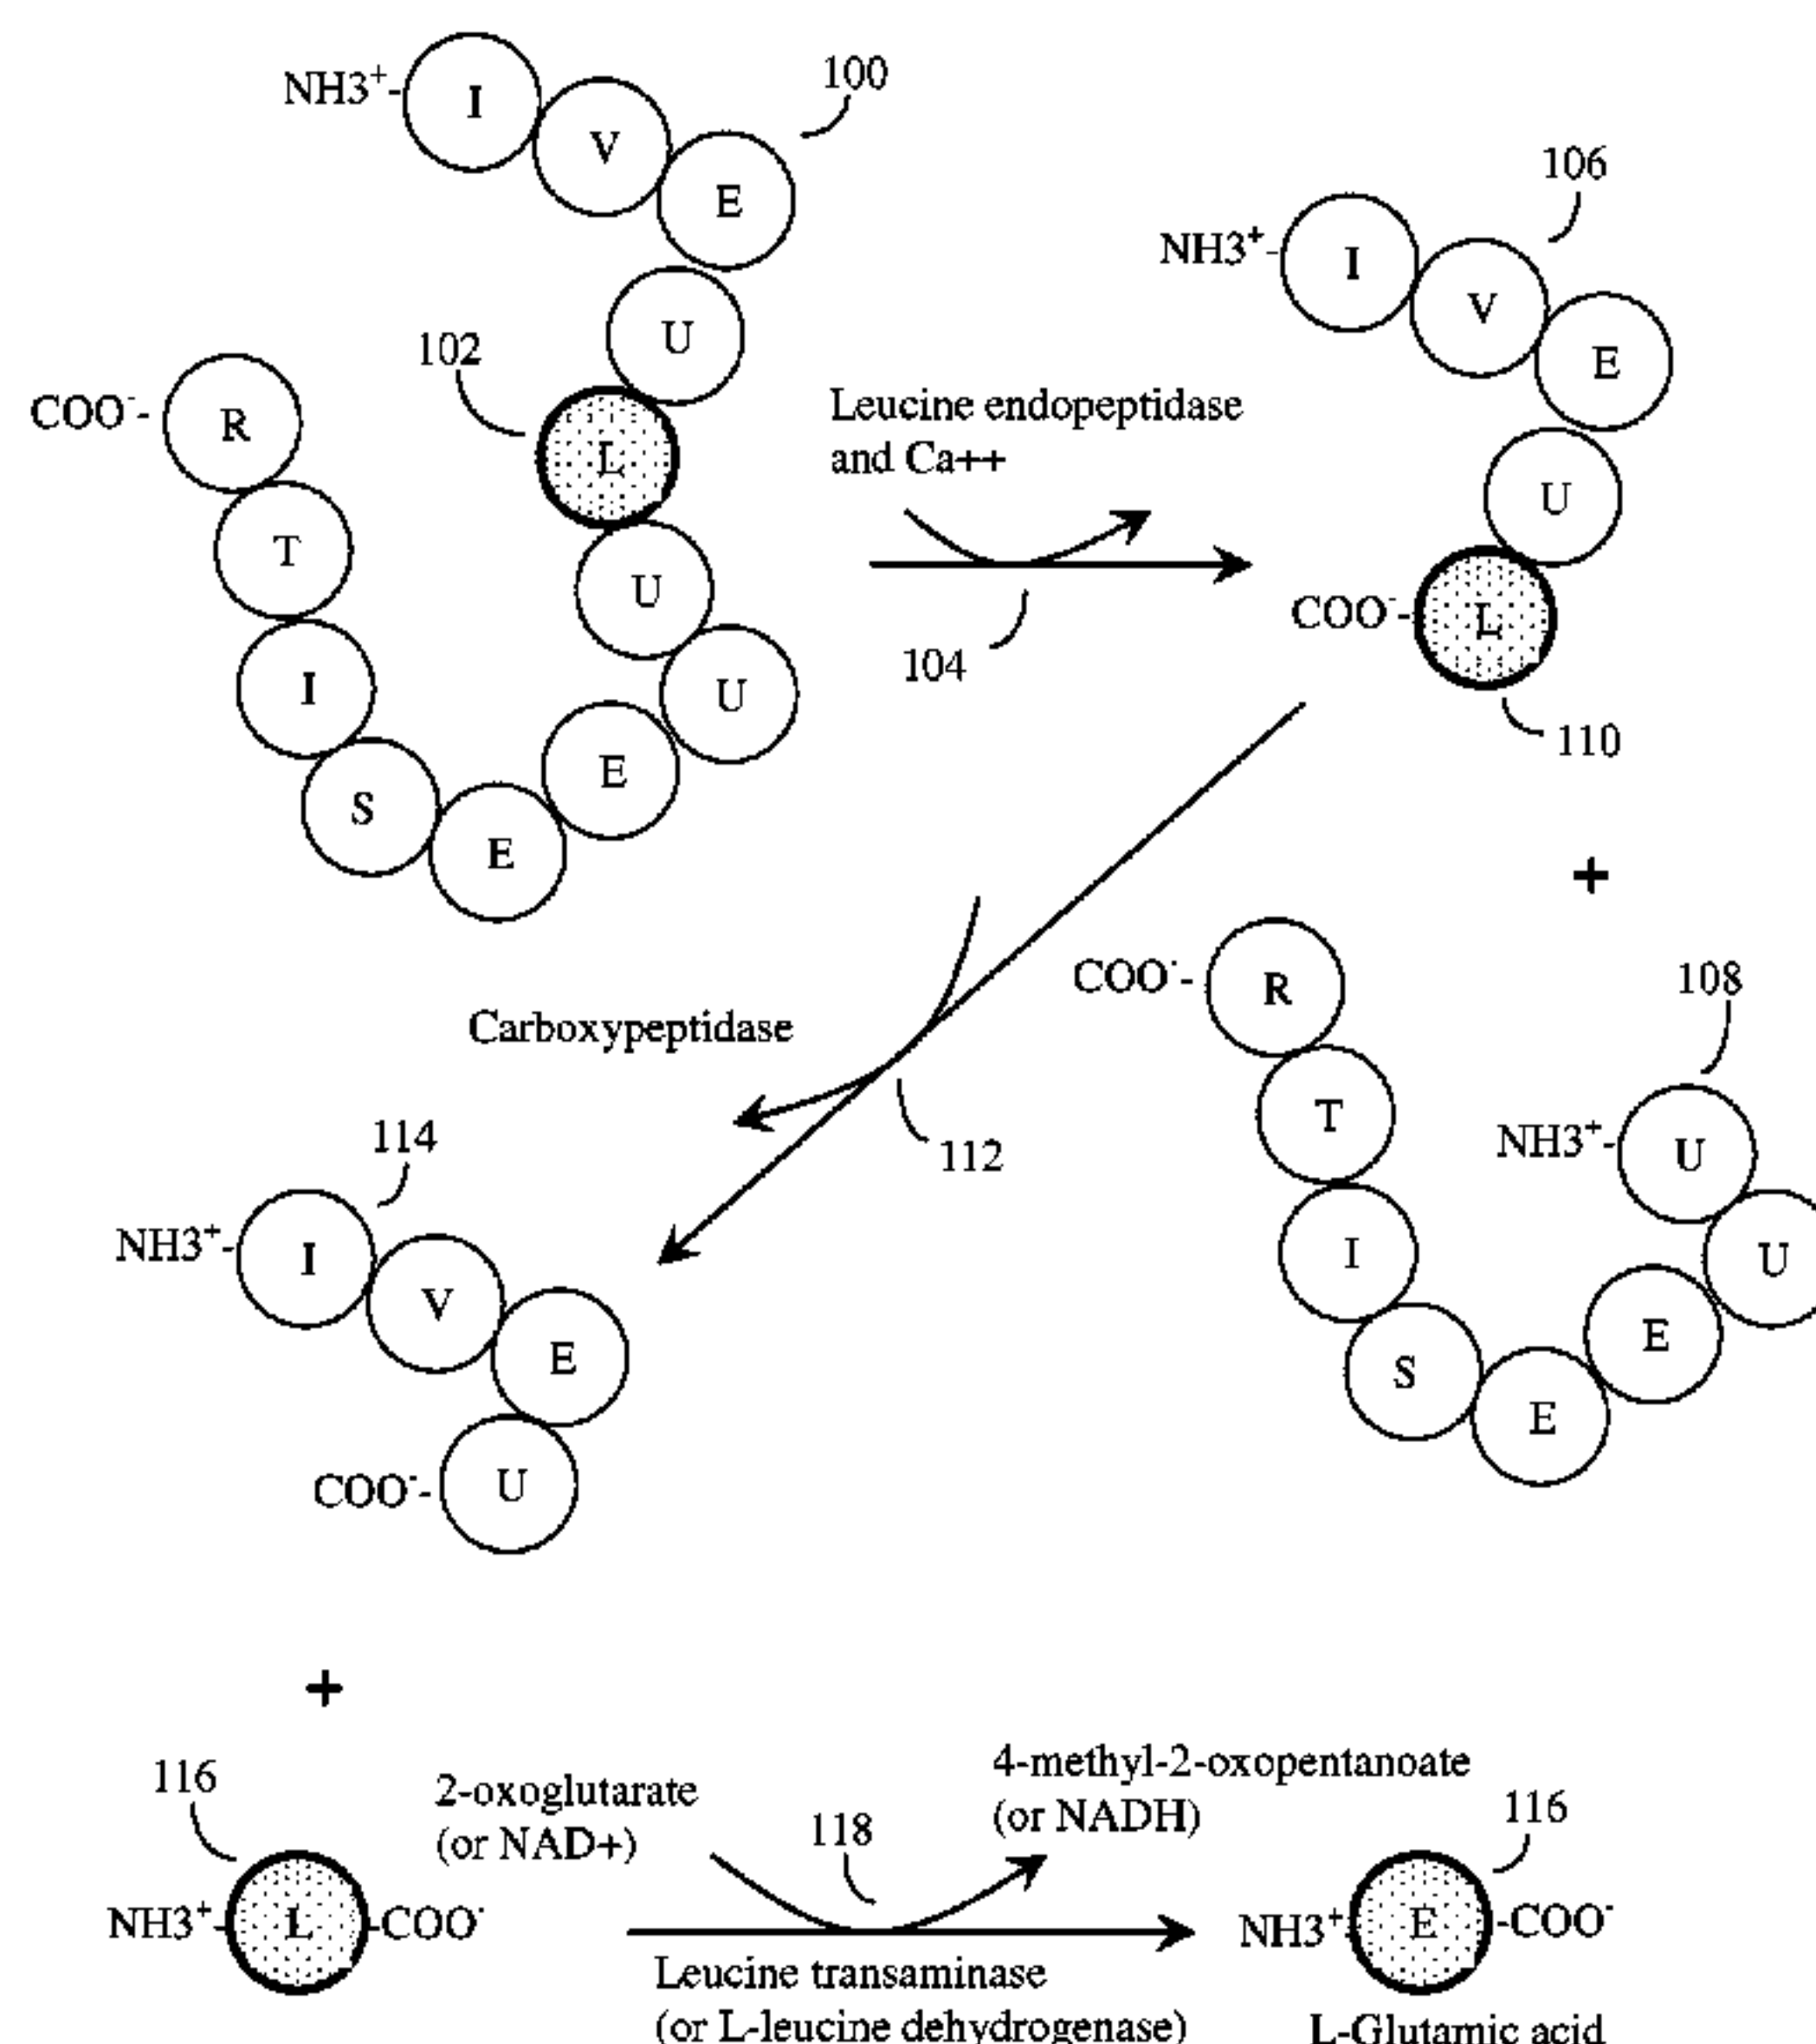 NH3+-
I
V
E
100
U
102
L
COO--
R
T
I
S
E
E
U
U
Leucine endopeptidase
and Ca++
104
106
NH3+-
I
V
E
U
COO--
L
110
+
108
COO--
R
T
I
S
E
E
U
NH3+-
U
Carboxypeptidase
112
114
NH3+-
I
V
E
COO--
U
+
116
NH3+-
L
-COO-
2-oxoglutarate
(or NAD+)
118
4-methyl-2-oxopentanoate
(or NADH)
Leucine transaminase
(or L-leucine dehydrogenase)
116
NH3+-
E
-COO-
L-Glutamic acid